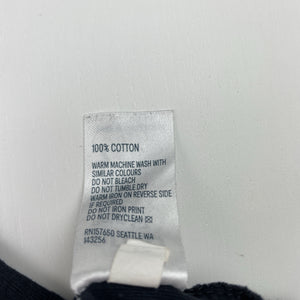 100% COTTON
WARM MACHINE WASH WITH
SIMILAR COLOURS
DO NOT BLEACH
DO NOT TUMBLE DRY
WARM IRON ON REVERSE SIDE
IF REQUIRED
DO NOT IRON PRINT
DO NOT DRYCLEAN ☒
RN157650 SEATTLE WA
143256